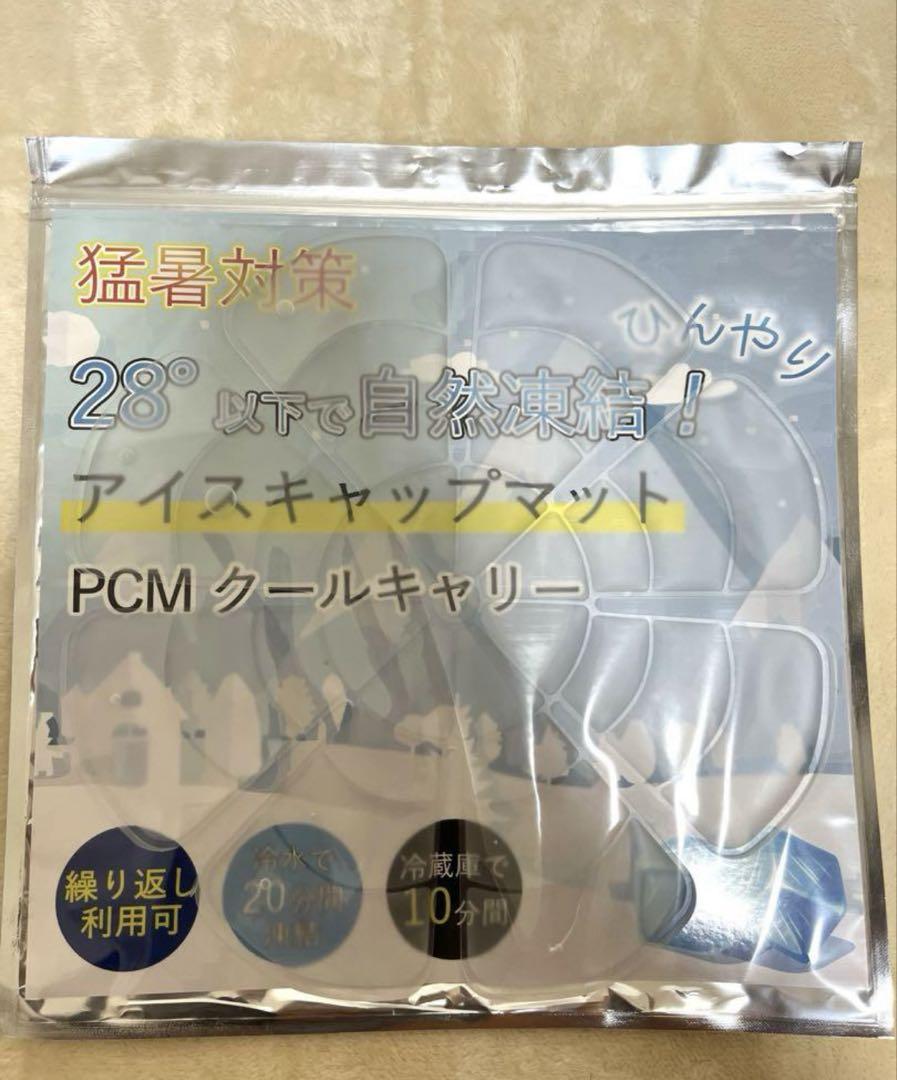 猛暑対策
ひんやり
28° 以下で自然凍結！
アイスキャップマット
PCM クールキャリー
繰り返し
利用可
冷水で
20分間
凍結
冷蔵庫で
10分間